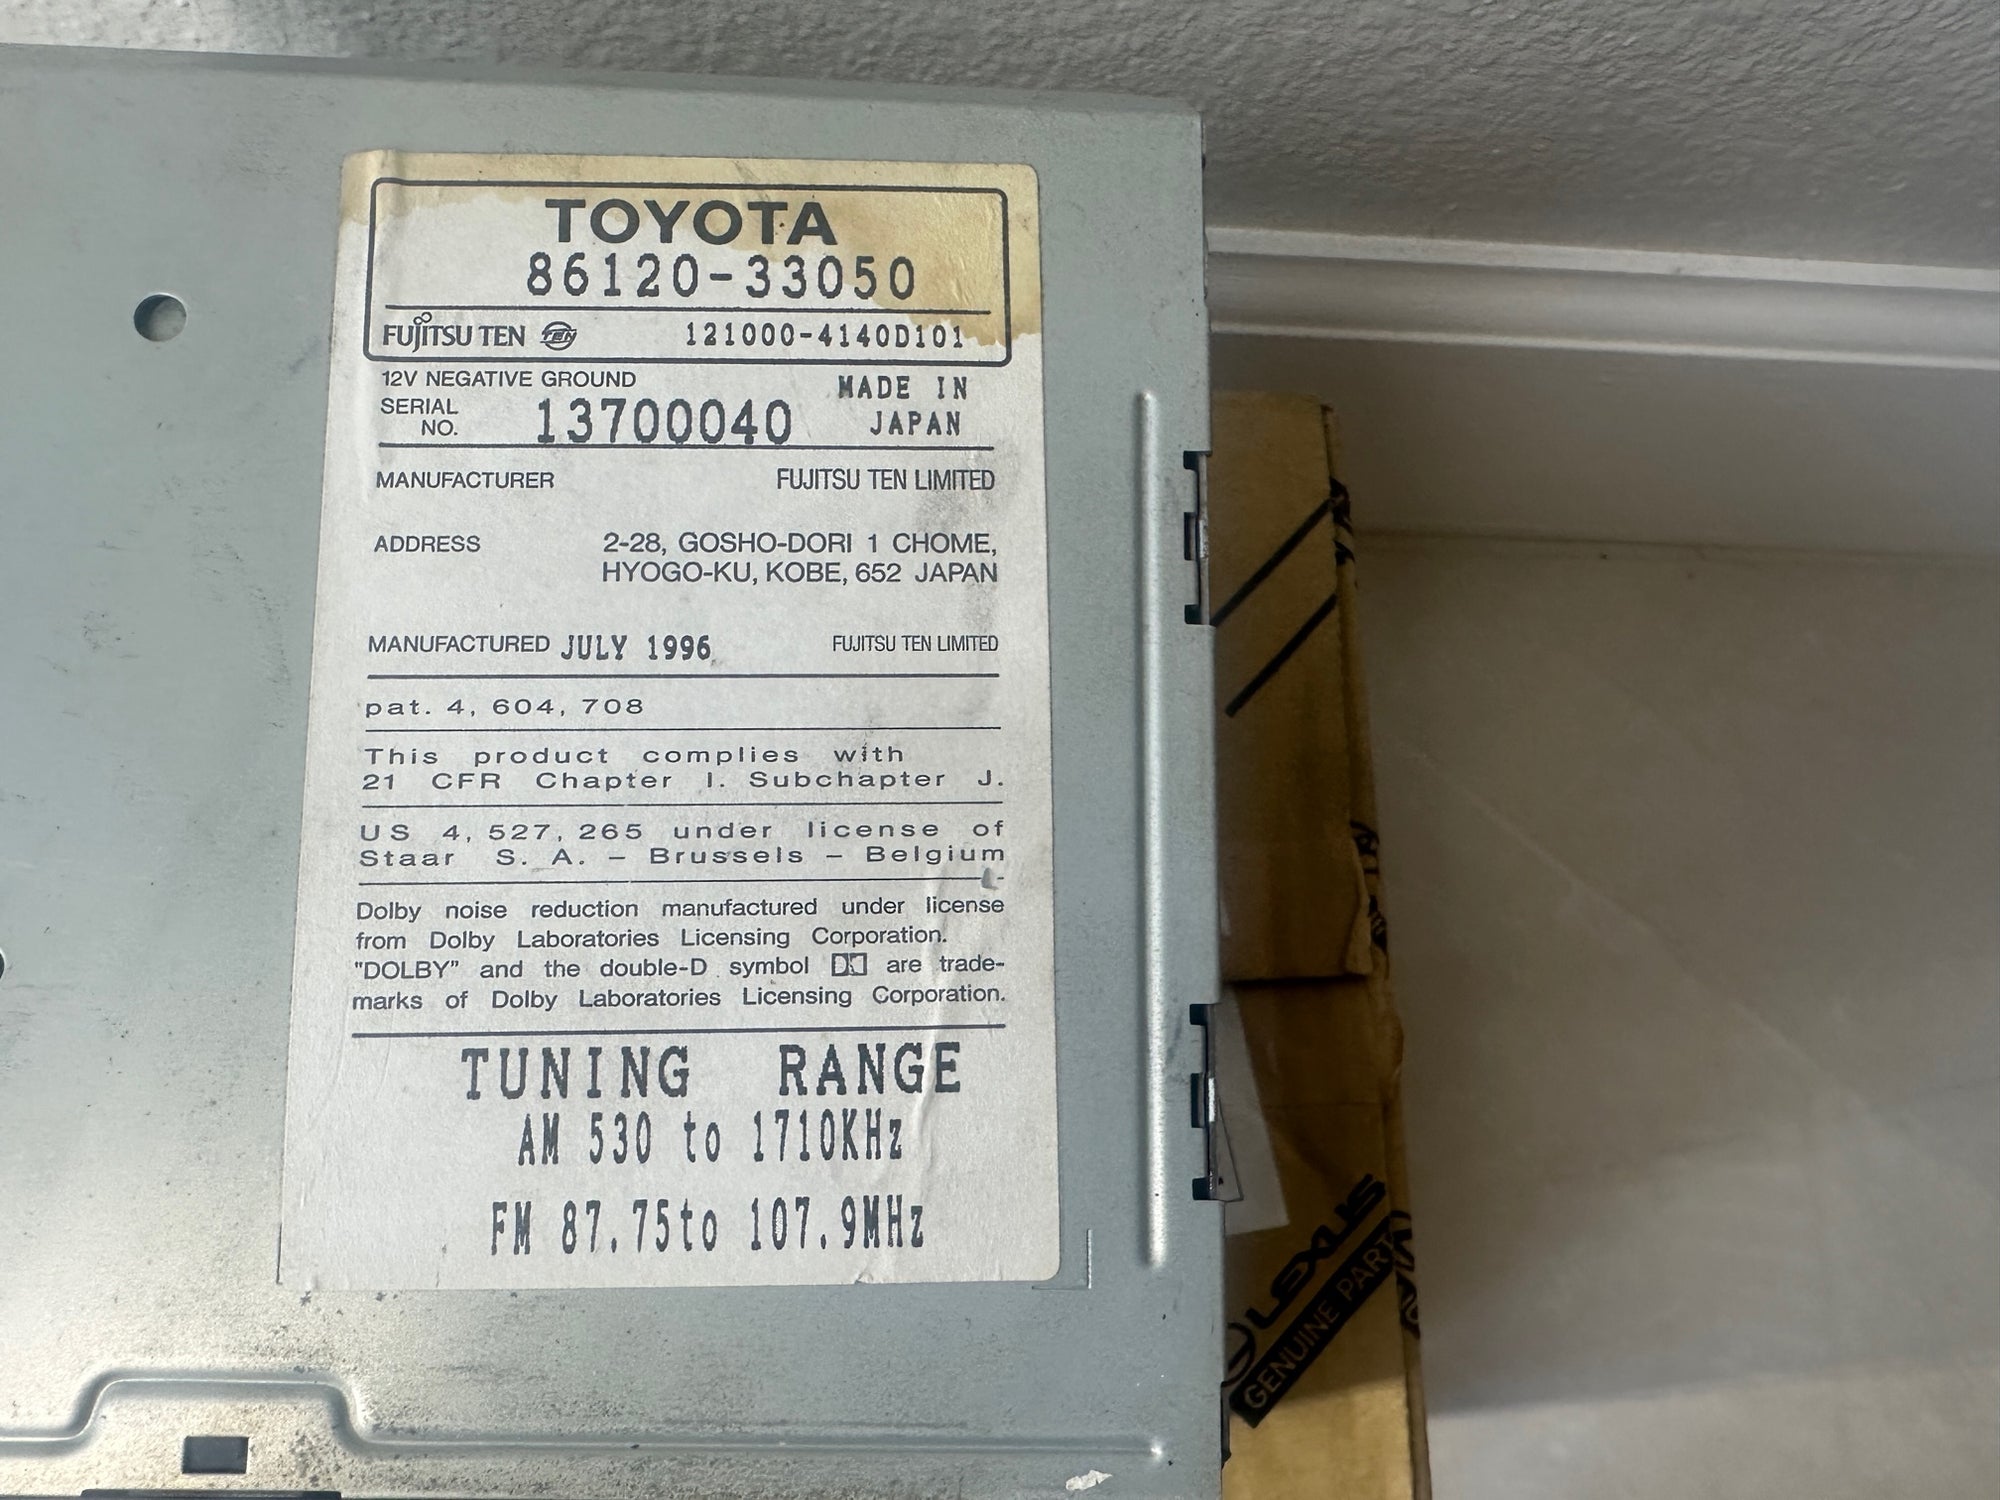 TOYOTA
86120-33050
FUJITSU TEN TEN 121000-4140D101
12V NEGATIVE GROUND
MADE IN
JAPAN
SERIAL
NO. 13700040
MANUFACTURER FUJITSU TEN LIMITED
ADDRESS 2-28, GOSHO-DORI 1 CHOME,
HYOGO-KU, KOBE, 652 JAPAN
MANUFACTURED JULY 1996 FUJITSU TEN LIMITED
pat. 4, 604, 708
This product complies with
21 CFR Chapter I. Subchapter J.
US 4, 527, 265 under license of
Staar S. A. – Brussels – Belgium
Dolby noise reduction manufactured under license
from Dolby Laboratories Licensing Corporation.
"DOLBY" and the double-D symbol are trade-
marks of Dolby Laboratories Licensing Corporation.
TUNING RANGE
AM 530 to 1710KHz
FM 87.75to 107.9MHz
LEXUS
GENUINE PART